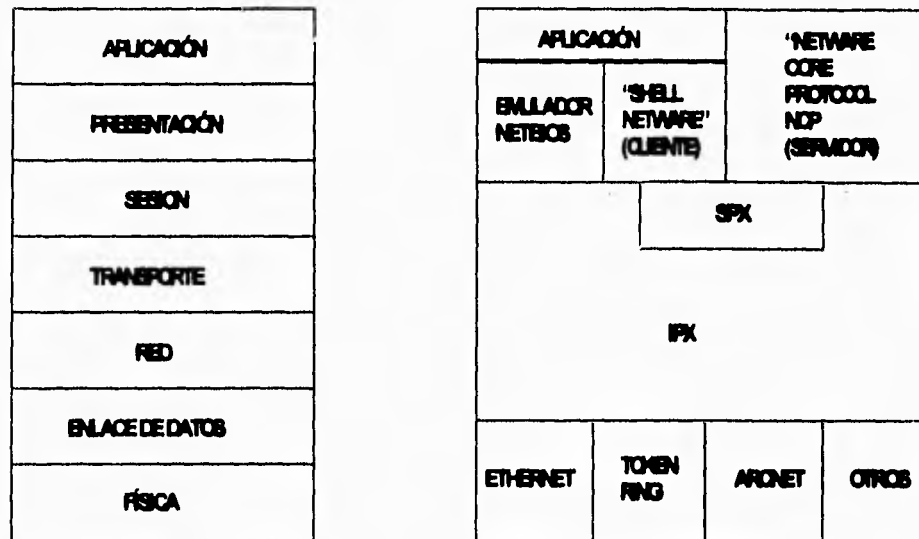 APLICACIÓN
PRESENTACIÓN
SESION
TRANSPORTE
RED
ENLACE DE DATOS
FÍSICA
APLICACIÓN
EMULADOR
NETBIOS
"SHELL
NETWARE"
(CLIENTE)
"NETWARE
CORE
PROTOCOL
NCP
(SERVIDOR)
SPX
IPX
ETHERNET
TOKEN
RING
ARCNET
OTROS